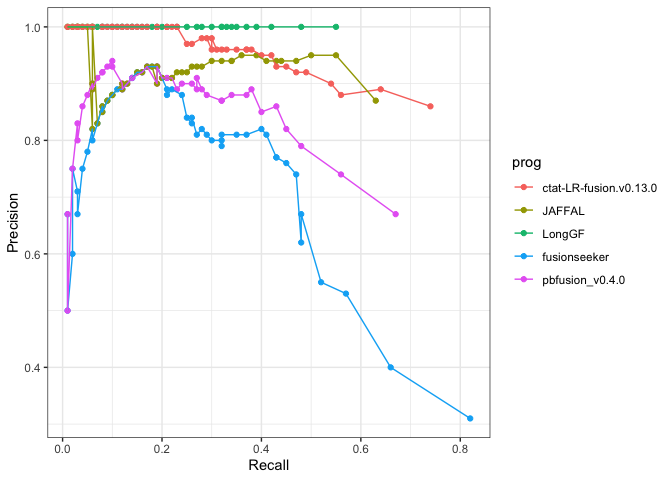 1.0
0.8
0.6
0.4
Precision
0.0
0.2
0.4
0.6
0.8
Recall
prog
ctat-LR-fusion.v0.13.0
JAFFAL
LongGF
fusionseeker
pbfusion_v0.4.0